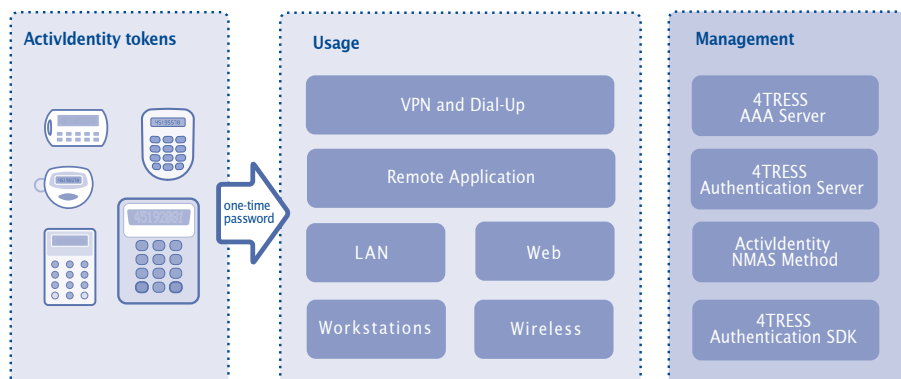 ActivIdentity tokens
45195578
one-time
password
Usage
VPN and Dial-Up
Remote Application
LAN
Web
Workstations
Wireless
Management
4TRESS
AAA Server
4TRESS
Authentication Server
ActivIdentity
NMAS Method
4TRESS
Authentication SDK